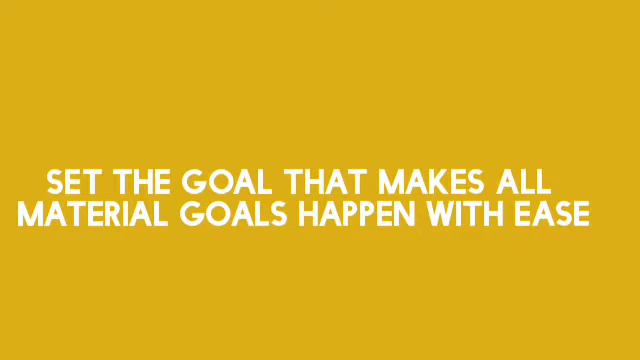 SET THE GOAL THAT MAKES ALL
MATERIAL GOALS HAPPEN WITH EASE